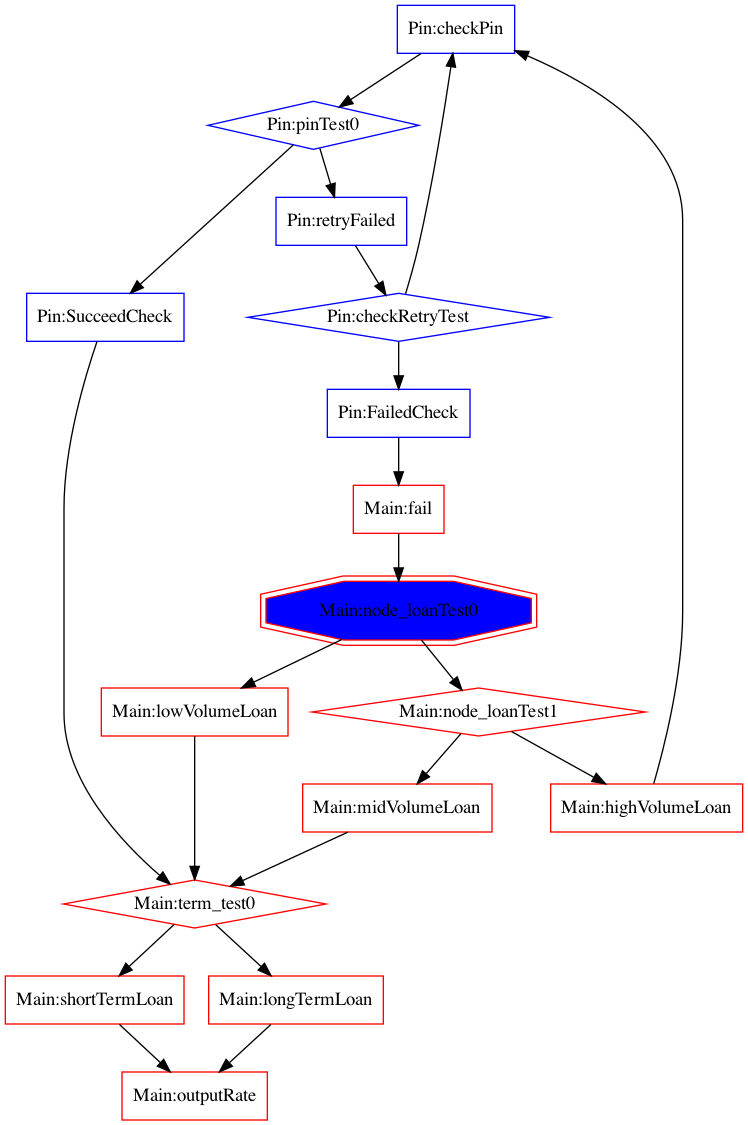 Pin:checkPin
Pin:pinTest0
Pin:retryFailed
Pin:SucceedCheck
Pin:checkRetryTest
Pin:FailedCheck
Main:fail
Main:node_loanTest0
Main:lowVolumeLoan
Main:node_loanTest1
Main:midVolumeLoan
Main:highVolumeLoan
Main:term_test0
Main:shortTermLoan
Main:longTermLoan
Main:outputRate